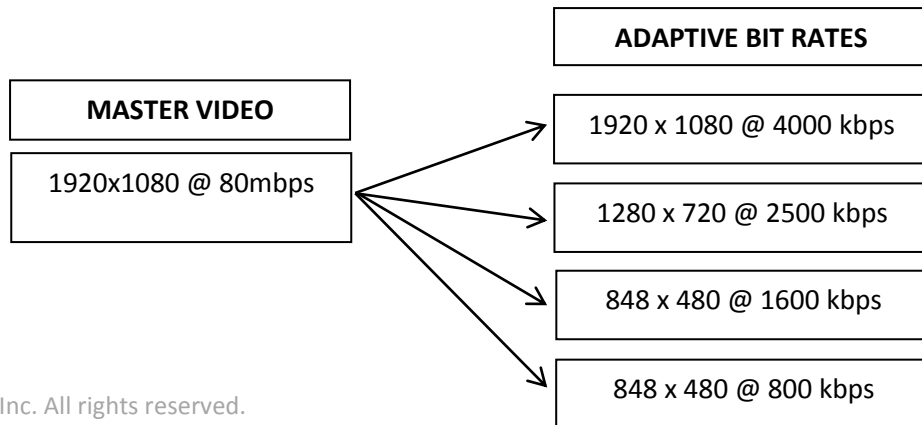 ADAPTIVE BIT RATES
MASTER VIDEO
1920x1080 @ 80mbps
1920 x 1080 @ 4000 kbps
1280 x 720 @ 2500 kbps
848 x 480 @ 1600 kbps
848 x 480 @ 800 kbps
Inc. All rights reserved.